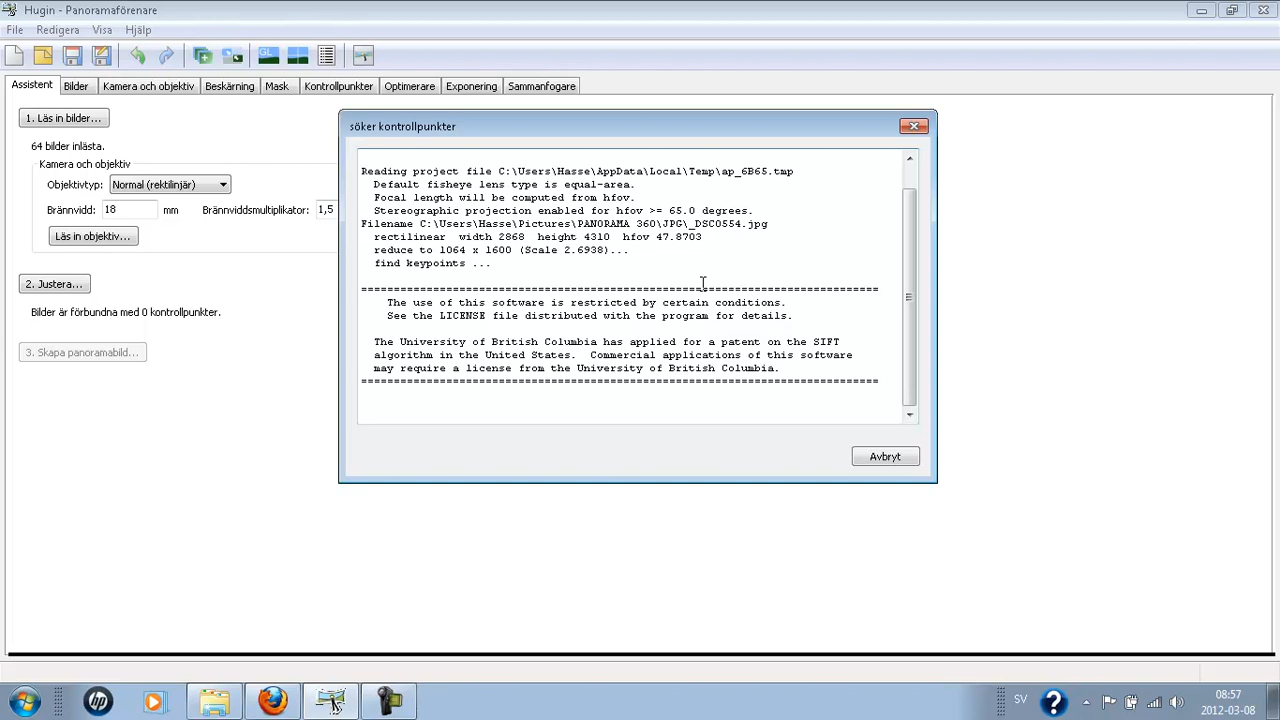 Hugin - Panoramaförenare
File Redigera Visa Hjälp
Assistent Bilder Kamera och objektiv Beskärning Mask Kontrollpunkter Optimerare Exponering Sammanfogare
1. Läs in bilder...
64 bilder inlästa.
Kamera och objektiv
Objektivtyp: Normal (rektilinjär)
Brännvidd: 18 mm Brännviddsmultiplikator: 1,5
Läs in objektiv...
2. Justera...
Bilder är förbundna med 0 kontrollpunkter.
3. Skapa panoramabild...
söker kontrollpunkter
Reading project file C:\Users\Hasse\AppData\Local\Temp\ap_6B65.tmp
Default fisheye lens type is equal-area.
Focal length will be computed from hfov.
Stereographic projection enabled for hfov >= 65.0 degrees.
Filename C:\Users\Hasse\Pictures\PANORAMA 360\JPG\_DSC0554.jpg
rectilinear width 2868 height 4310 hfov 47.8703
reduce to 1064 x 1600 (Scale 2.6938)...
find keypoints ...
===============================================================================
The use of this software is restricted by certain conditions.
See the LICENSE file distributed with the program for details.
The University of British Columbia has applied for a patent on the SIFT
algorithm in the United States. Commercial applications of this software
may require a license from the University of British Columbia.
===============================================================================
Avbryt
GL
hp
SV
?
08:57
2012-03-08